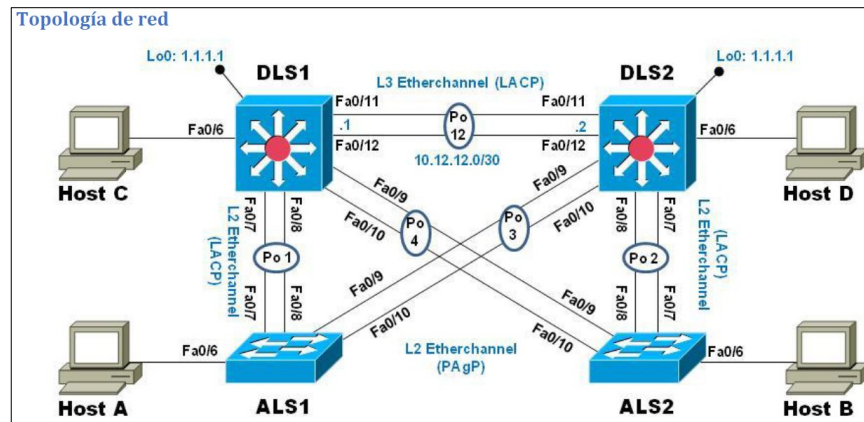 Topología de red
Lo0: 1.1.1.1
Lo0: 1.1.1.1
DLS1
L3 Etherchannel (LACP)
DLS2
Fa0/11
Fa0/11
Fa0/6
.1
Po
12
.2
Fa0/6
Fa0/12
Fa0/12
10.12.12.0/30
Host C
Host D
Fa0/9
Fa0/9
Fa0/7
Fa0/8
Fa0/10
Fa0/10
Fa0/8
Fa0/7
L2 Etherchannel
(LACP)
Po 1
Po
4
Po
3
Po 2
L2 Etherchannel
(LACP)
Fa0/7
Fa0/8
Fa0/9
Fa0/10
Fa0/9
Fa0/10
Fa0/8
Fa0/7
Fa0/6
L2 Etherchannel
(PAgP)
Fa0/6
Host A
ALS1
ALS2
Host B